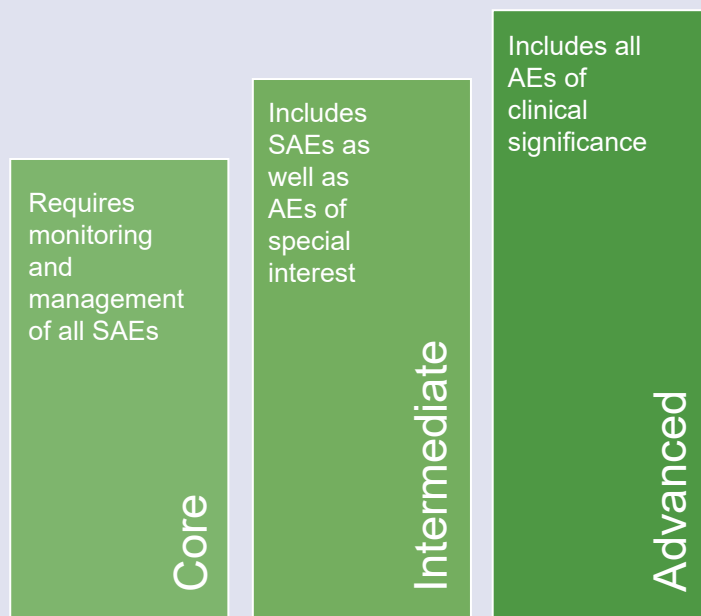 Requires
monitoring
and
management
of all SAEs
Core
Includes
SAEs as
well as
AEs of
special
interest
Intermediate
Includes all
AEs of
clinical
significance
Advanced